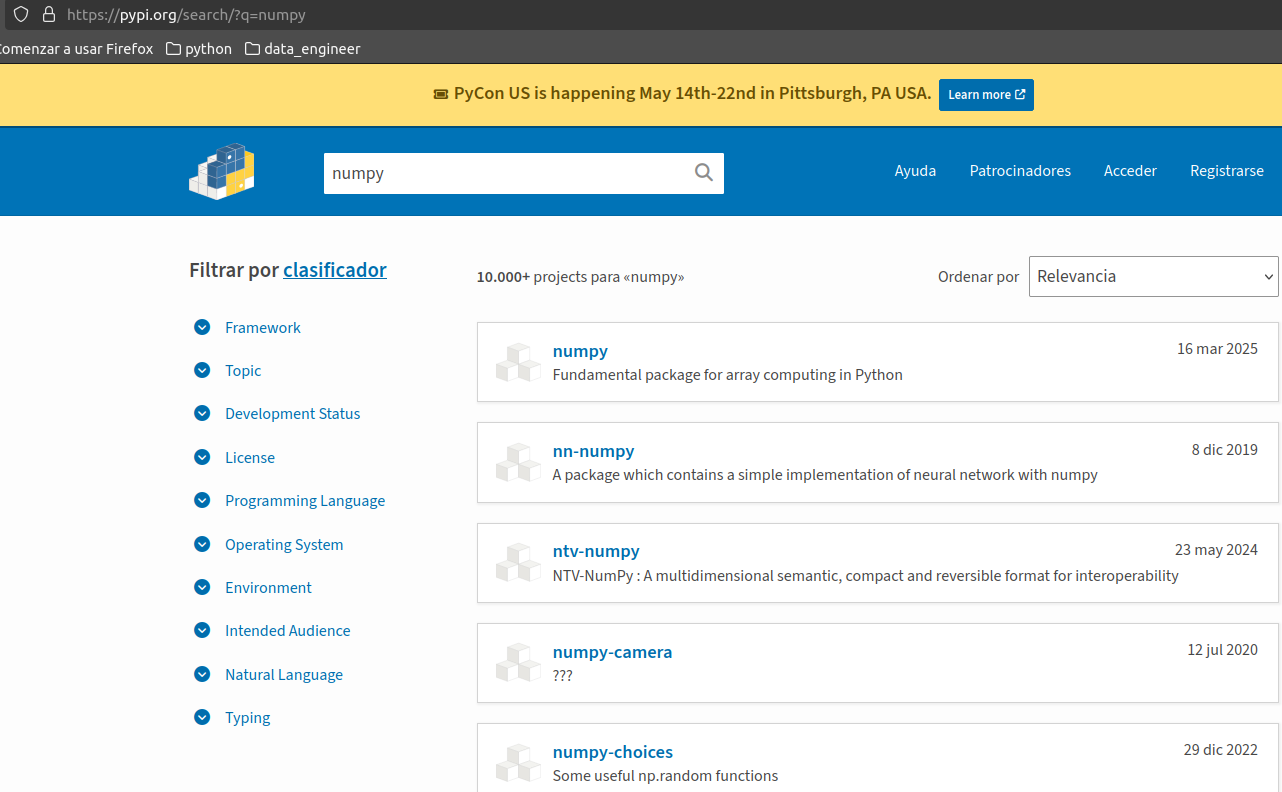 https://pypi.org/search/?q=numpy
Comenzar a usar Firefox python data_engineer
PyCon US is happening May 14th-22nd in Pittsburgh, PA USA. Learn more
numpy
Ayuda Patrocinadores Acceder Registrarse
Filtrar por clasificador
Framework
Topic
Development Status
License
Programming Language
Operating System
Environment
Intended Audience
Natural Language
Typing
10.000+ projects para «numpy»
Ordenar por Relevancia
numpy 16 mar 2025
Fundamental package for array computing in Python
nn-numpy 8 dic 2019
A package which contains a simple implementation of neural network with numpy
ntv-numpy 23 may 2024
NTV-NumPy : A multidimensional semantic, compact and reversible format for interoperability
numpy-camera 12 jul 2020
???
numpy-choices 29 dic 2022
Some useful np.random functions